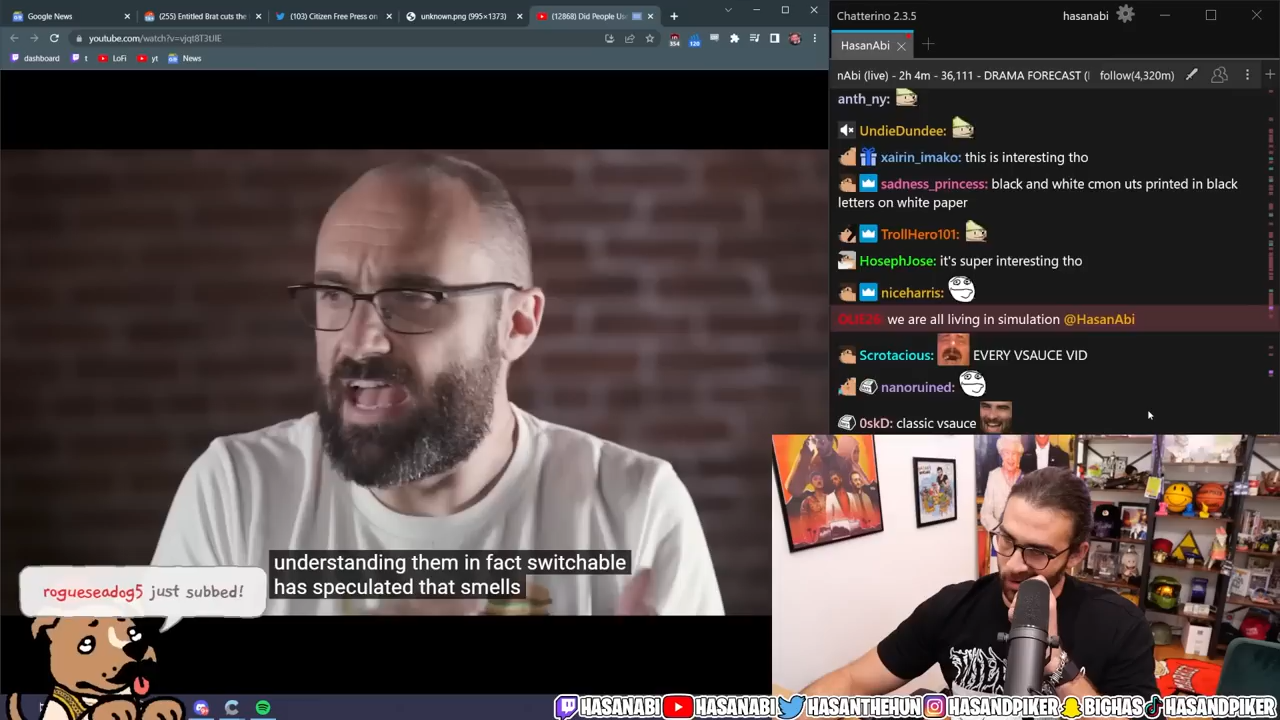 Google News
(255) Entitled Brat cuts the
(103) Citizen Free Press on
unknown.png (995×1373)
(12868) Did People Us
youtube.com/watch?v=vjqt8T3tJIE
354
120
dashboard
t
LoFi
yt
News
Chatterino 2.3.5
hasanabi
HasanAbi
nAbi (live) - 2h 4m - 36,111 - DRAMA FORECAST (
follow(4,320m)
anth_ny:
UndieDundee:
xairin_imako: this is interesting tho
sadness_princess: black and white cmon uts printed in black
letters on white paper
TrollHero101:
HosephJose: it's super interesting tho
niceharris:
we are all living in simulation @HasanAbi
Scrotacious: EVERY VSAUCE VID
nanoruined:
0skD: classic vsauce
understanding them in fact switchable
has speculated that smells
rogueseadog5 just subbed!
HASANABI
HASANABI
HASANTHEHUN
HASANDPIKER
BIGHAS
HASANDPIKER